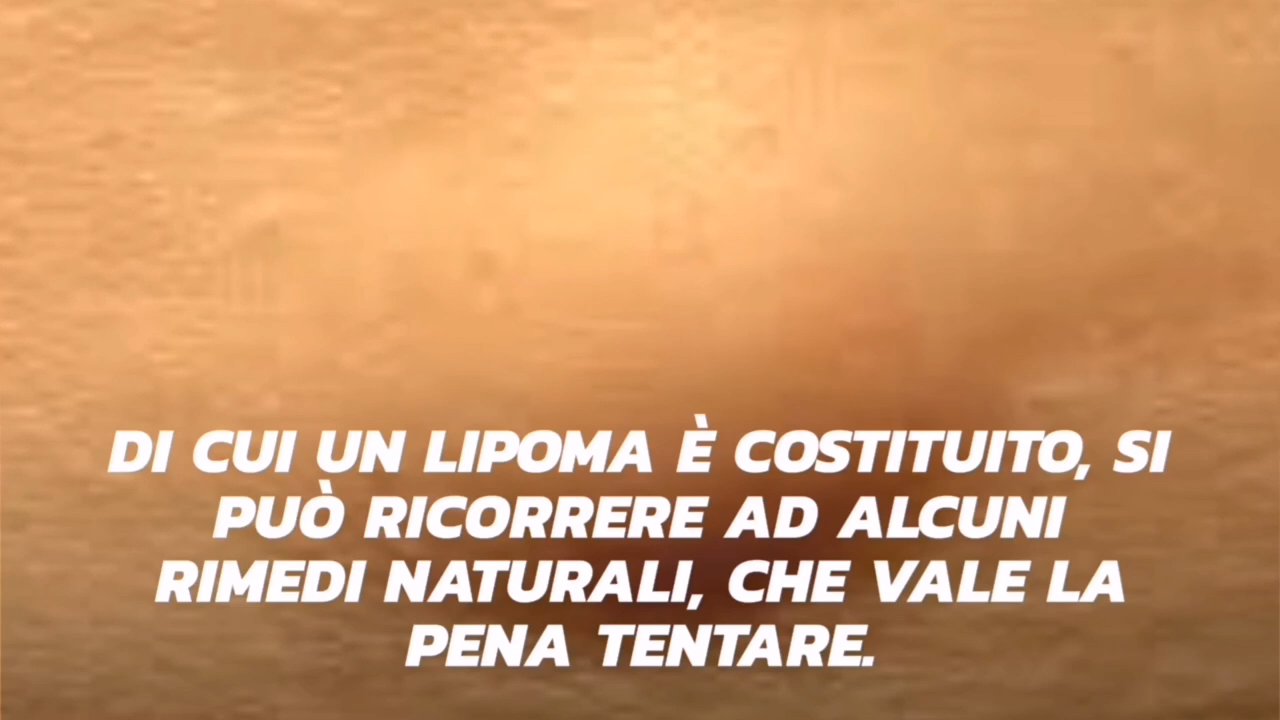 DI CUI UN LIPOMA È COSTITUITO, SI
PUÒ RICORRERE AD ALCUNI
RIMEDI NATURALI, CHE VALE LA
PENA TENTARE.